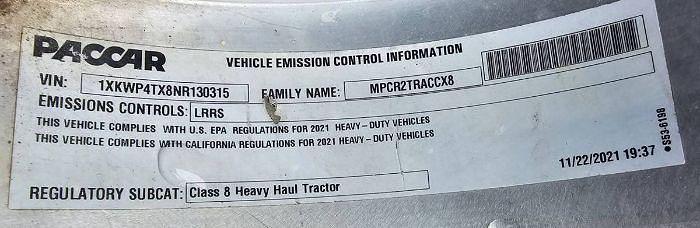 PACCAR VEHICLE EMISSION CONTROL INFORMATION
VIN: 1XKWP4TX8NR130315 FAMILY NAME: MPCR2TRACCX8
EMISSIONS CONTROLS: LRRS
THIS VEHICLE COMPLIES WITH U.S. EPA REGULATIONS FOR 2021 HEAVY-DUTY VEHICLES
THIS VEHICLE COMPLIES WITH CALIFORNIA REGULATIONS FOR 2021 HEAVY-DUTY VEHICLES
REGULATORY SUBCAT: Class 8 Heavy Haul Tractor
11/22/2021 19:37
S53-6198